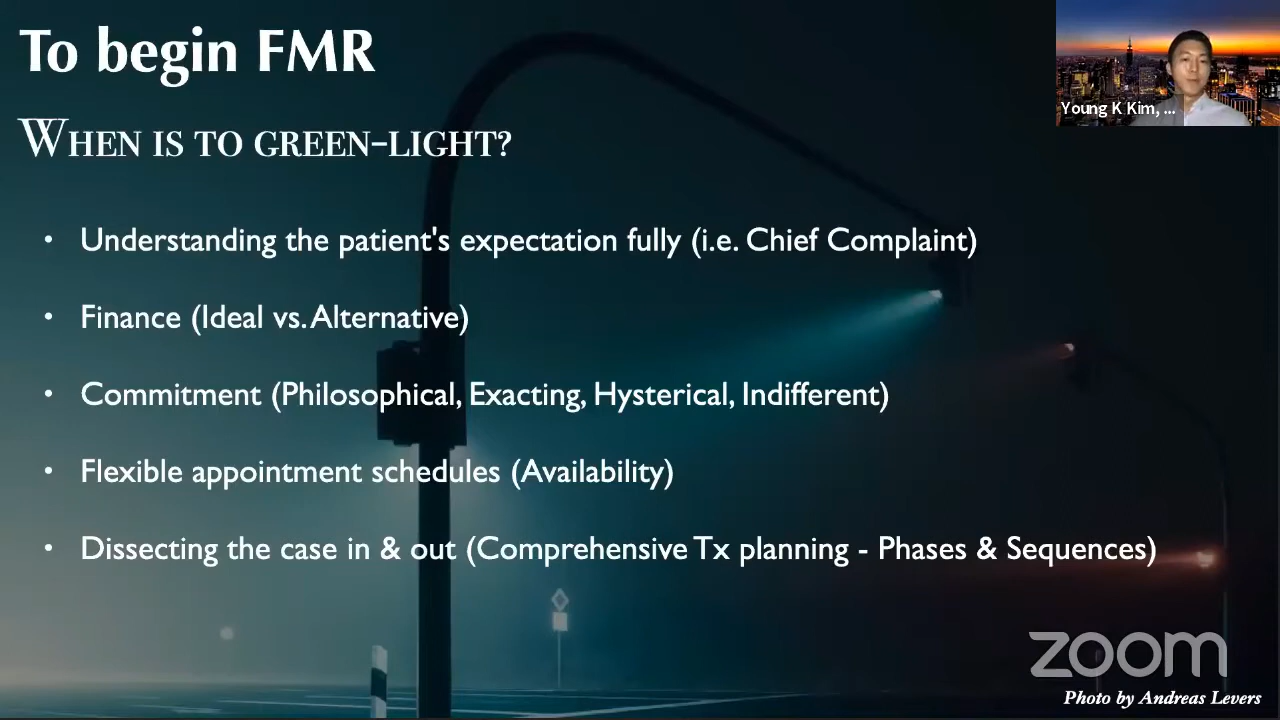 To begin FMR
When is to green-light?
• Understanding the patient's expectation fully (i.e. Chief Complaint)
• Finance (Ideal vs. Alternative)
• Commitment (Philosophical, Exacting, Hysterical, Indifferent)
• Flexible appointment schedules (Availability)
• Dissecting the case in & out (Comprehensive Tx planning - Phases & Sequences)
Young K Kim, ...
zoom
Photo by Andreas Levers